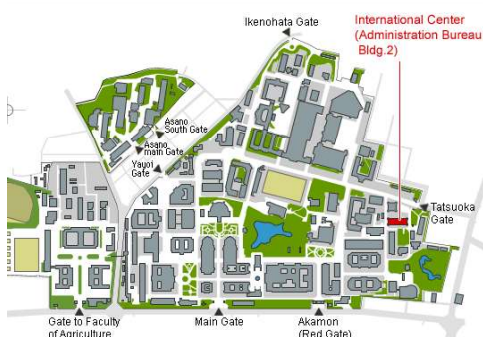 Ikenohata Gate
International Center
(Administration Bureau
Bldg.2)
Asano
South Gate
Asano
main Gate
Yayoi
Gate
Tatsuoka
Gate
Gate to Faculty
of Agriculture
Main Gate
Akamon
(Red Gate)